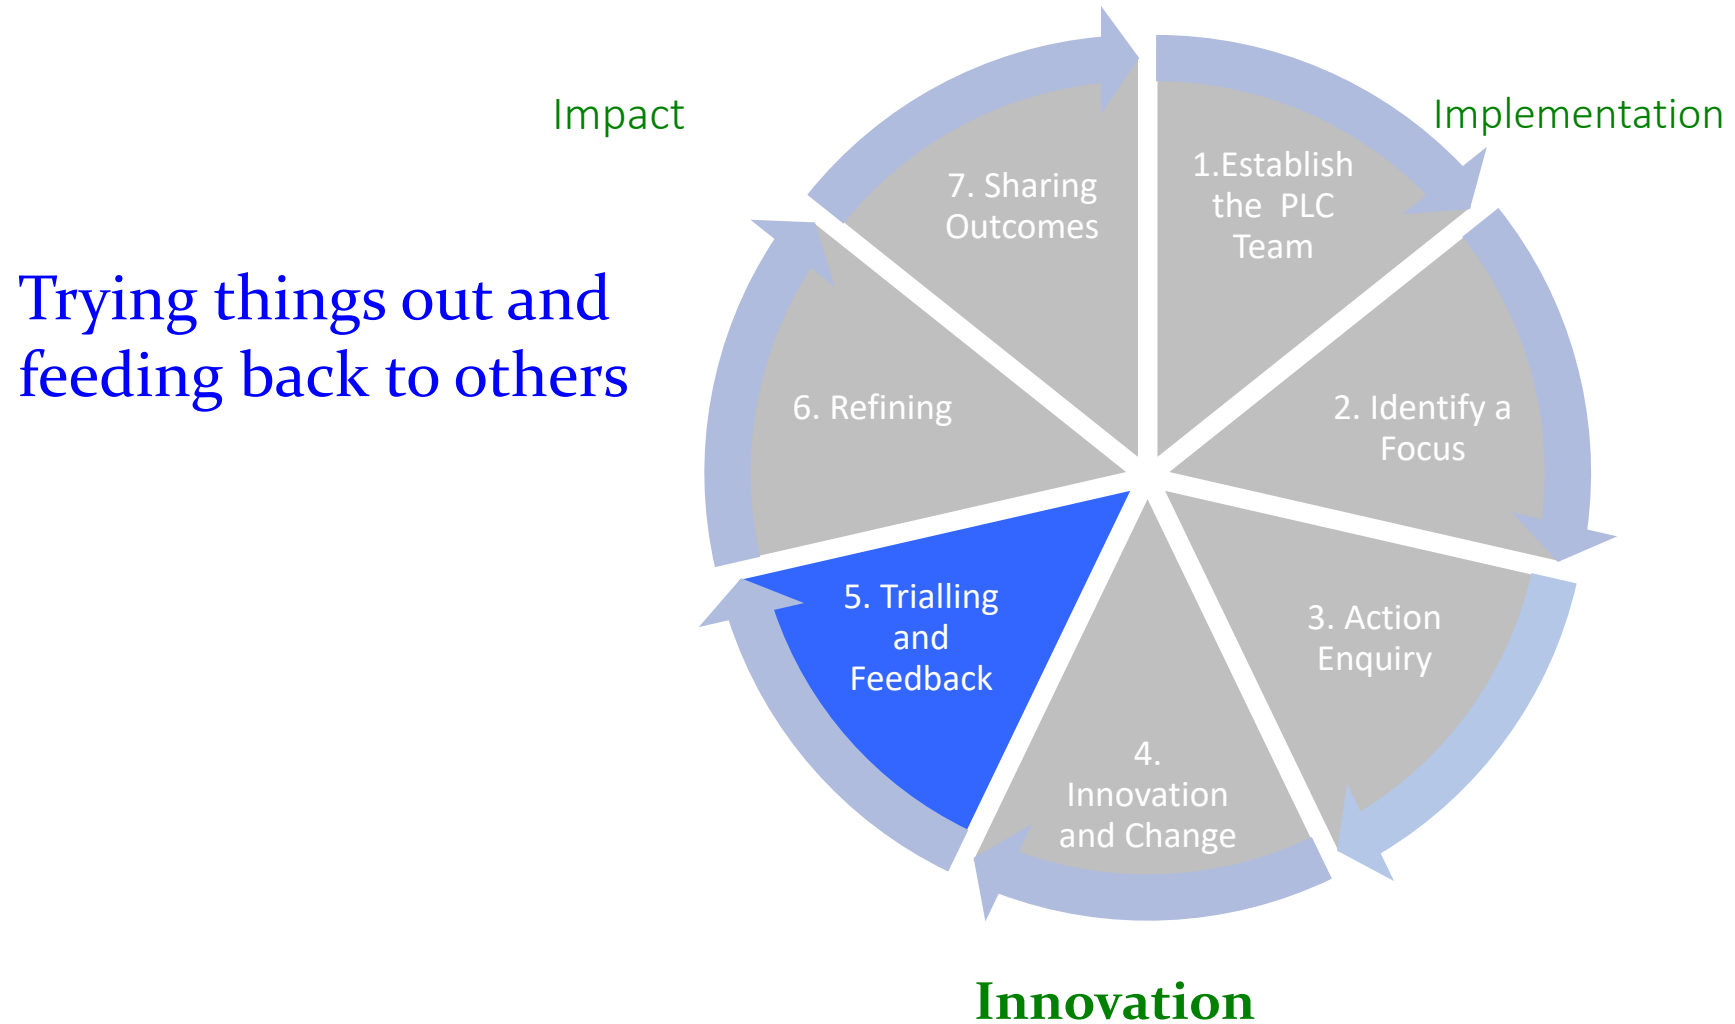 Impact
Implementation
Trying things out and
feeding back to others
1.Establish
the PLC
Team
2. Identify a
Focus
3. Action
Enquiry
4.
Innovation
and Change
5. Trialling
and
Feedback
6. Refining
7. Sharing
Outcomes
Innovation